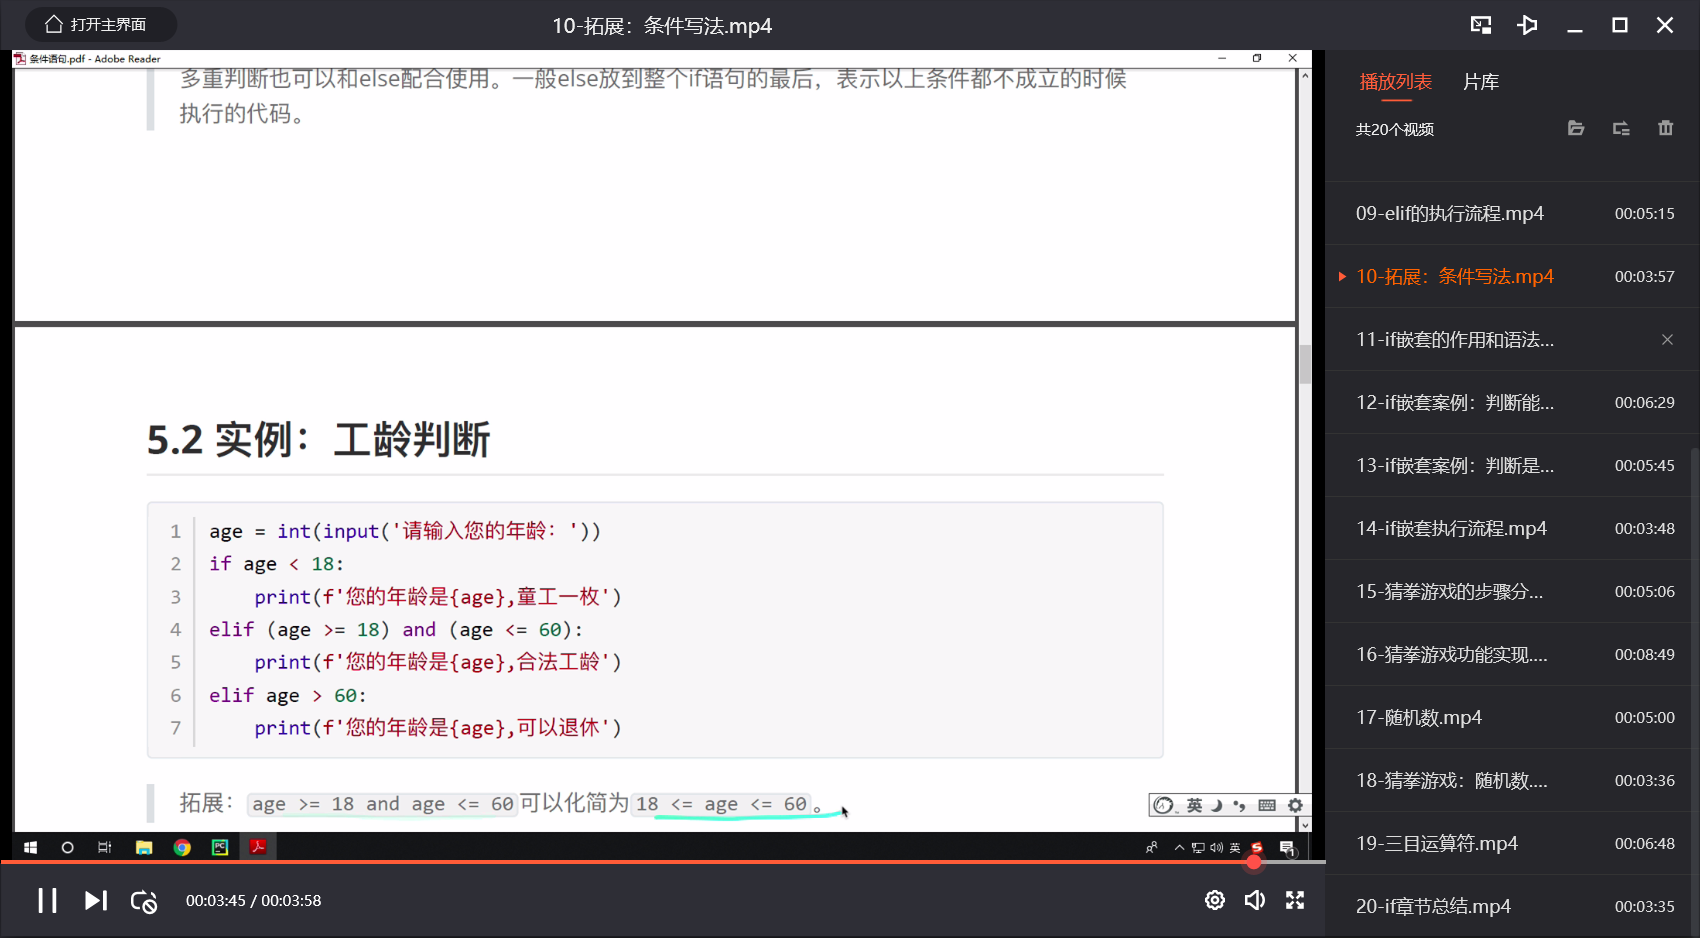 打开主界面
10-拓展：条件写法.mp4
条件语句.pdf - Adobe Reader
多重判断也可以和else配合使用。一般else放到整个if语句的最后，表示以上条件都不成立的时候
执行的代码。
5.2 实例：工龄判断
1 age = int(input('请输入您的年龄：'))
2 if age < 18:
3     print(f'您的年龄是{age},童工一枚')
4 elif (age >= 18) and (age <= 60):
5     print(f'您的年龄是{age},合法工龄')
6 elif age > 60:
7     print(f'您的年龄是{age},可以退休')
拓展：age >= 18 and age <= 60可以化简为18 <= age <= 60。
英
英
1
00:03:45 / 00:03:58
播放列表 片库
共20个视频
09-elif的执行流程.mp4 00:05:15
10-拓展：条件写法.mp4 00:03:57
11-if嵌套的作用和语法...
12-if嵌套案例：判断能... 00:06:29
13-if嵌套案例：判断是... 00:05:45
14-if嵌套执行流程.mp4 00:03:48
15-猜拳游戏的步骤分... 00:05:06
16-猜拳游戏功能实现.... 00:08:49
17-随机数.mp4 00:05:00
18-猜拳游戏：随机数.... 00:03:36
19-三目运算符.mp4 00:06:48
20-if章节总结.mp4 00:03:35